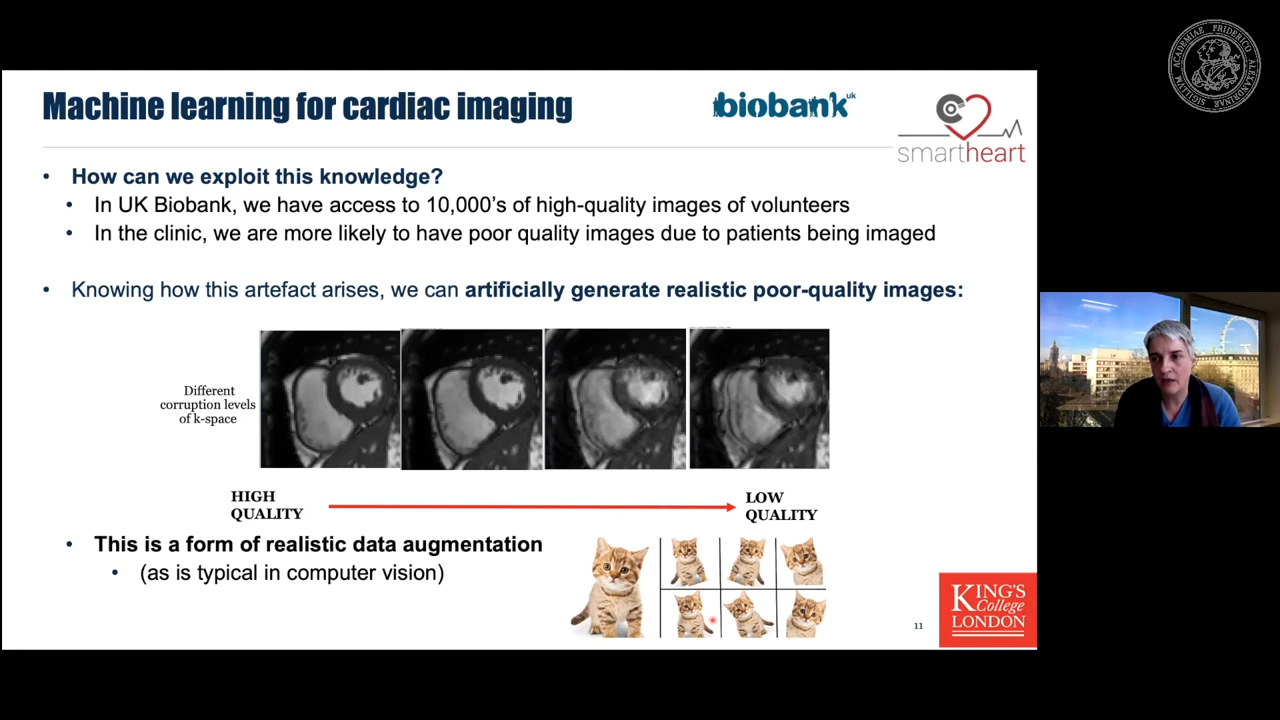 Machine learning for cardiac imaging
biobank uk
smartheart
• How can we exploit this knowledge?
• In UK Biobank, we have access to 10,000’s of high-quality images of volunteers
• In the clinic, we are more likely to have poor quality images due to patients being imaged
• Knowing how this artefact arises, we can artificially generate realistic poor-quality images:
Different
corruption levels
of k-space
HIGH
QUALITY
LOW
QUALITY
• This is a form of realistic data augmentation
• (as is typical in computer vision)
11
KING'S
College
LONDON
SIGILLVM ACADEMIAE FRIDERICO ALEXANDRINAE